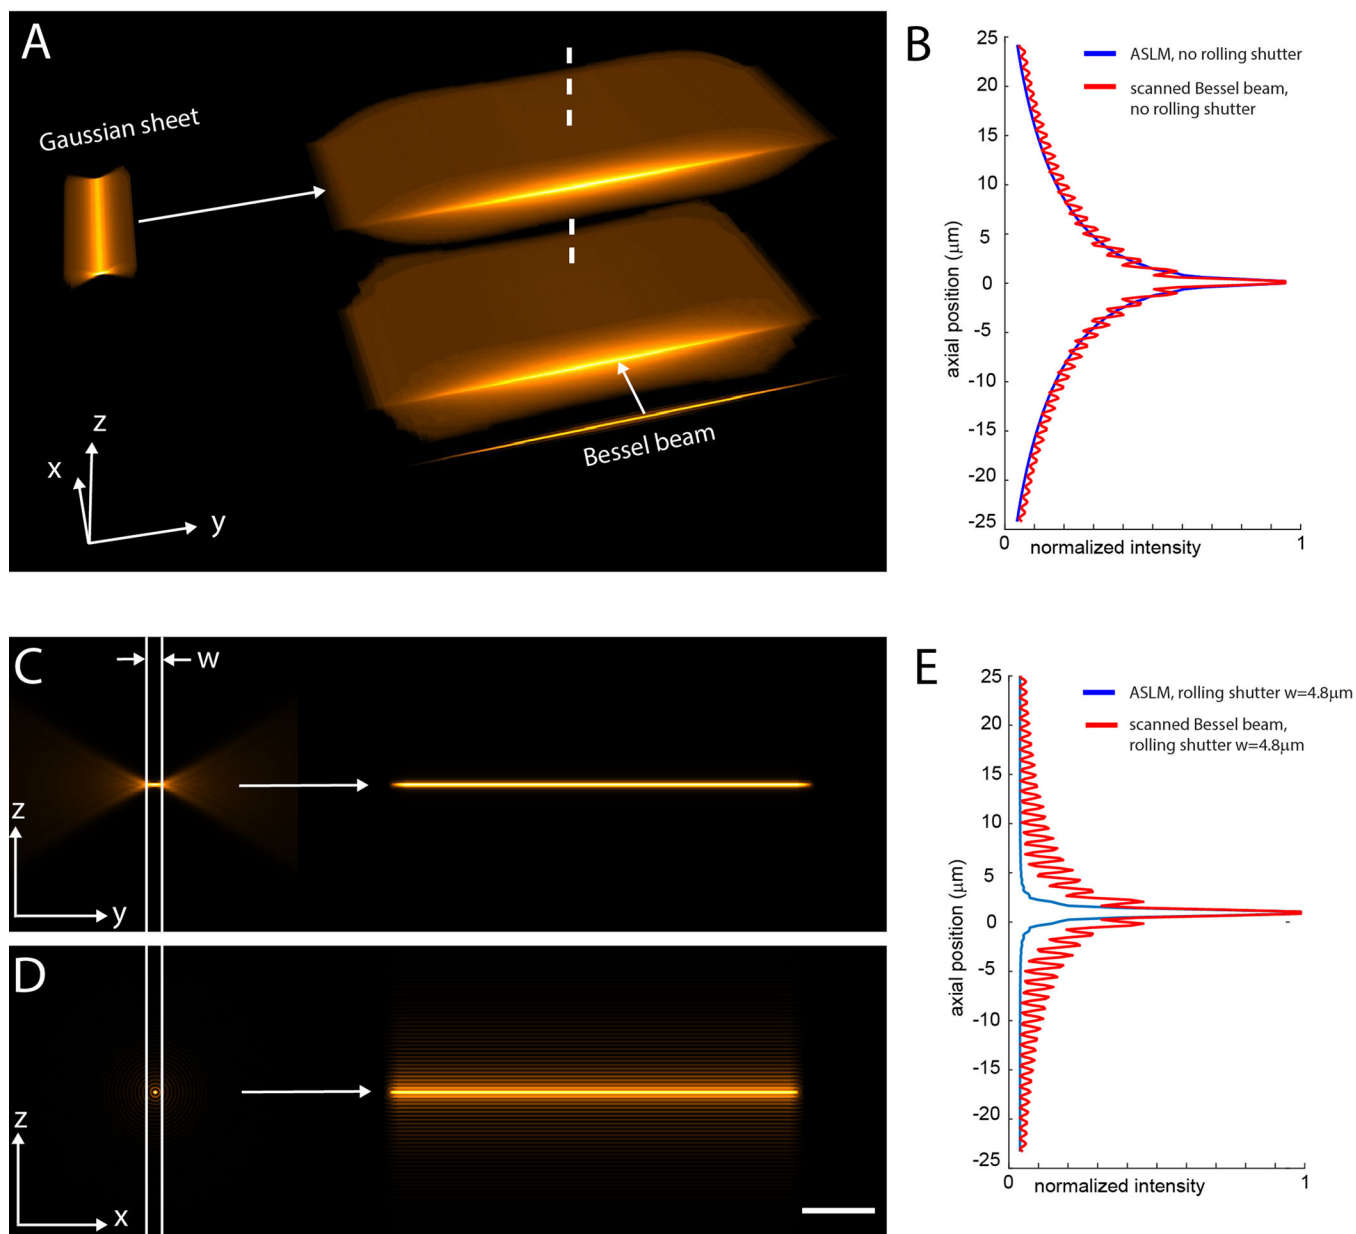 A
Gaussian sheet
Bessel beam
z
x
y
B
ASLM, no rolling shutter
scanned Bessel beam,
no rolling shutter
25
20
15
10
5
0
-5
-10
-15
-20
-25
axial position (μm)
0
1
normalized intensity
C
w
z
y
D
z
x
E
ASLM, rolling shutter w=4.8μm
scanned Bessel beam,
rolling shutter w=4.8μm
25
20
15
10
5
0
-5
-10
-15
-20
-25
axial position (μm)
0
1
normalized intensity